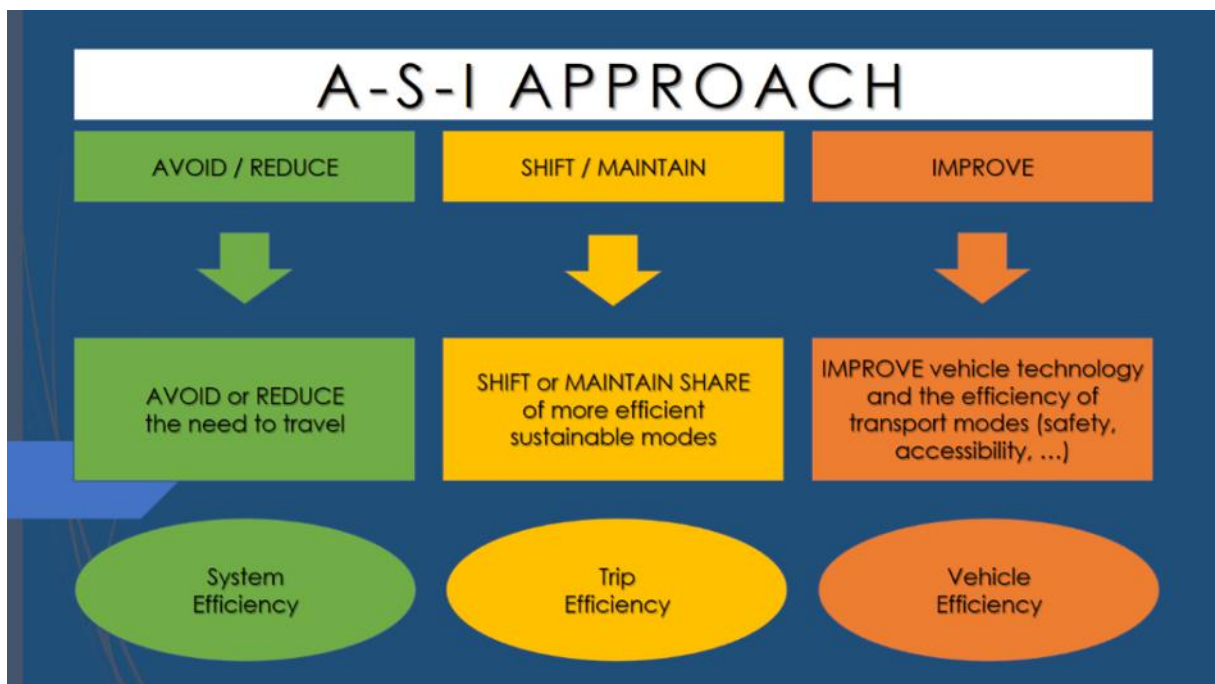 A-S-I APPROACH
AVOID / REDUCE
SHIFT / MAINTAIN
IMPROVE
AVOID or REDUCE
the need to travel
SHIFT or MAINTAIN SHARE
of more efficient
sustainable modes
IMPROVE vehicle technology
and the efficiency of
transport modes (safety,
accessibility, …)
System
Efficiency
Trip
Efficiency
Vehicle
Efficiency